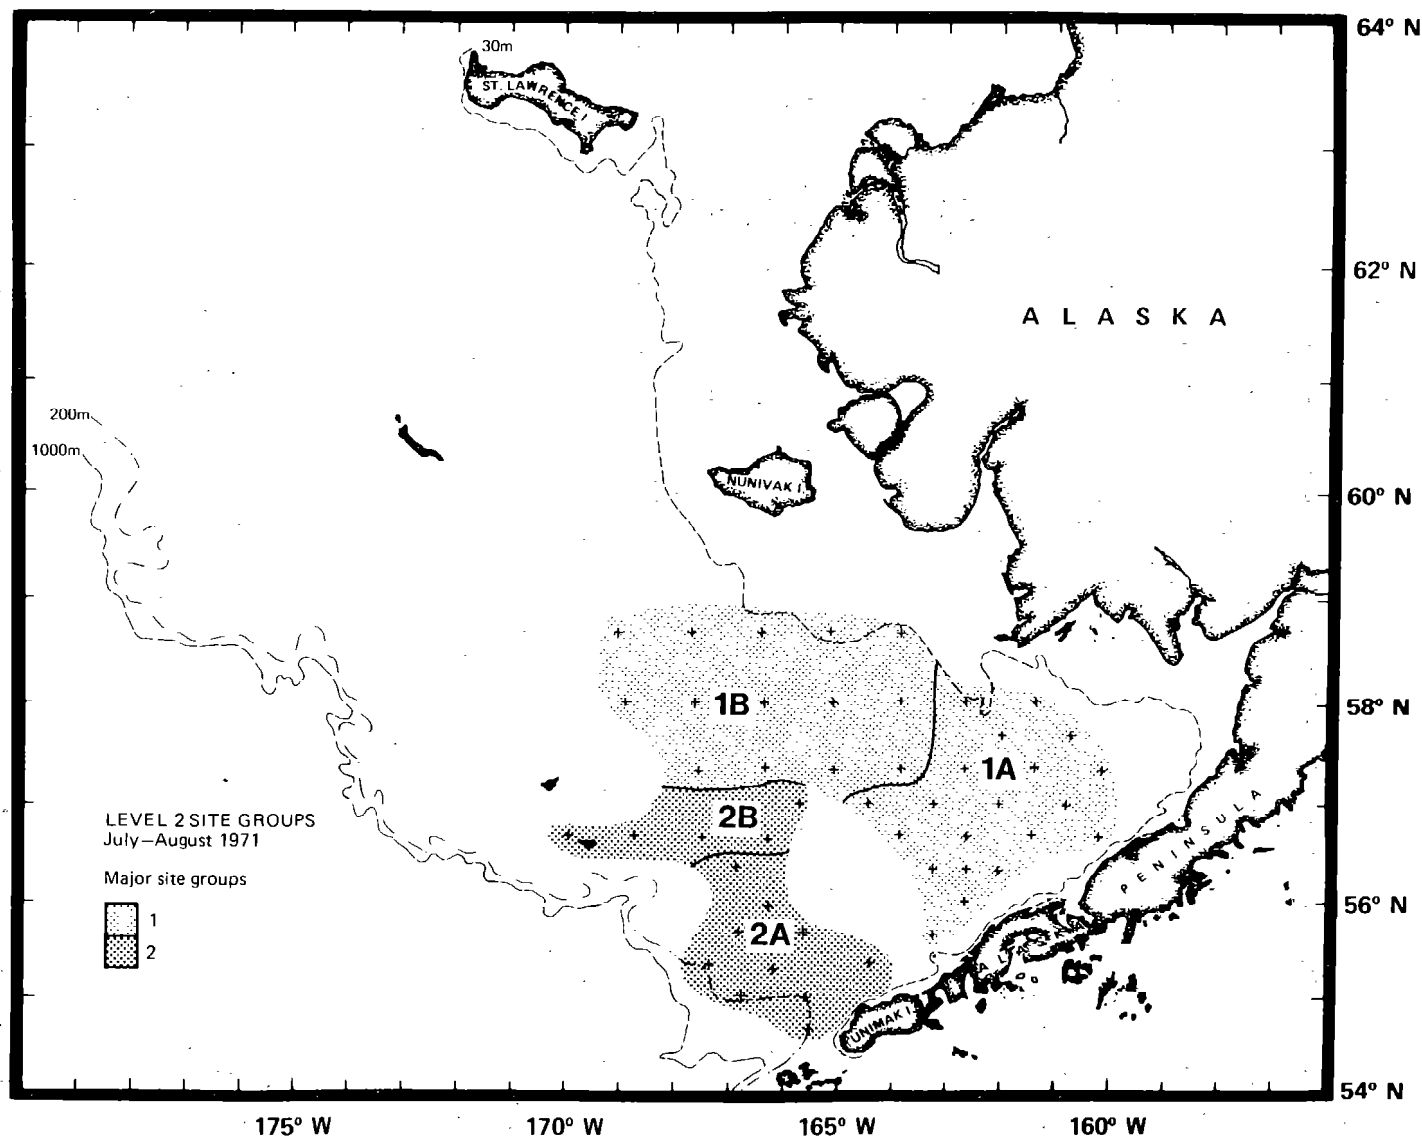 64° N
30m
ST. LAWRENCE I.
62° N
A L A S K A
200m
1000m
NUNIVAK I.
60° N
1B
58° N
1A
LEVEL 2 SITE GROUPS
July–August 1971
2B
PENINSULA
Major site groups
1
2
56° N
2A
UNIMAK I.
54° N
175° W
170° W
165° W
160° W